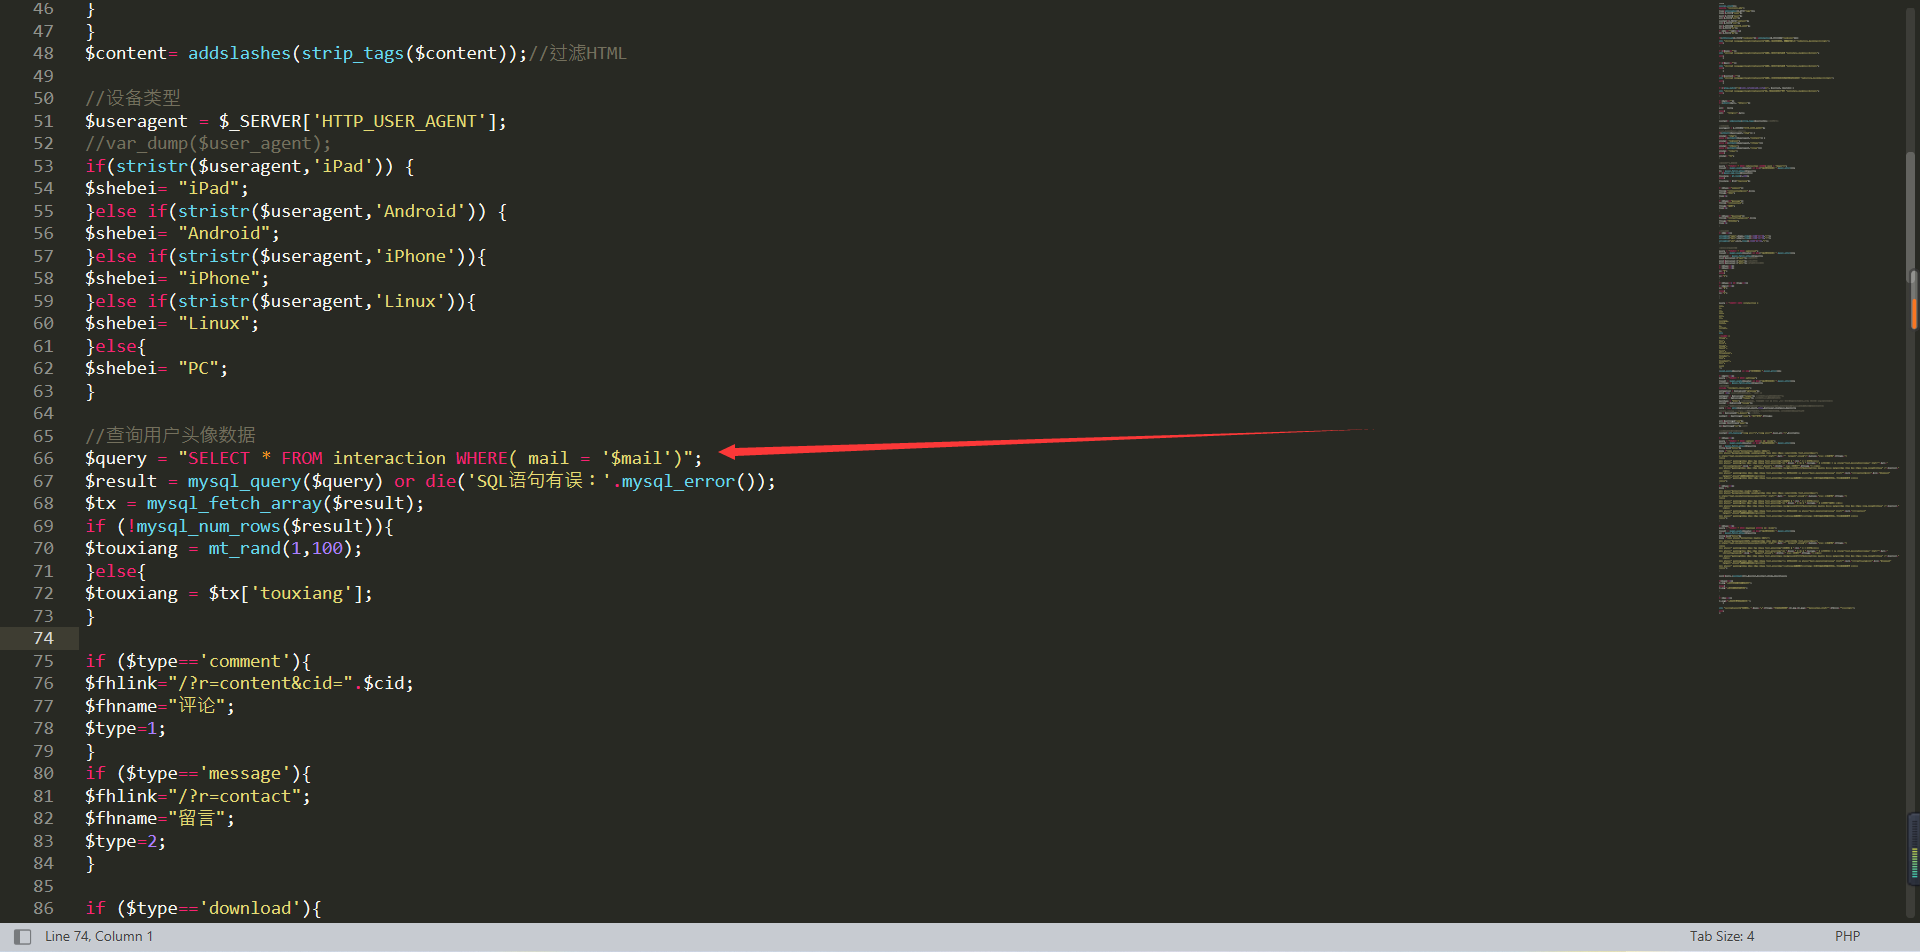 46 }
47 }
48 $content= addslashes(strip_tags($content));//过滤HTML
49
50 //设备类型
51 $useragent = $_SERVER['HTTP_USER_AGENT'];
52 //var_dump($user_agent);
53 if(stristr($useragent,'iPad')) {
54 $shebei= "iPad";
55 }else if(stristr($useragent,'Android')) {
56 $shebei= "Android";
57 }else if(stristr($useragent,'iPhone')){
58 $shebei= "iPhone";
59 }else if(stristr($useragent,'Linux')){
60 $shebei= "Linux";
61 }else{
62 $shebei= "PC";
63 }
64
65 //查询用户头像数据
66 $query = "SELECT * FROM interaction WHERE( mail = '$mail')";
67 $result = mysql_query($query) or die('SQL语句有误：'.mysql_error());
68 $tx = mysql_fetch_array($result);
69 if (!mysql_num_rows($result)){
70 $touxiang = mt_rand(1,100);
71 }else{
72 $touxiang = $tx['touxiang'];
73 }
74
75 if ($type=='comment'){
76 $fhlink="/?r=content&cid=".$cid;
77 $fhname="评论";
78 $type=1;
79 }
80 if ($type=='message'){
81 $fhlink="/?r=contact";
82 $fhname="留言";
83 $type=2;
84 }
85
86 if ($type=='download'){
Line 74, Column 1
Tab Size: 4
PHP